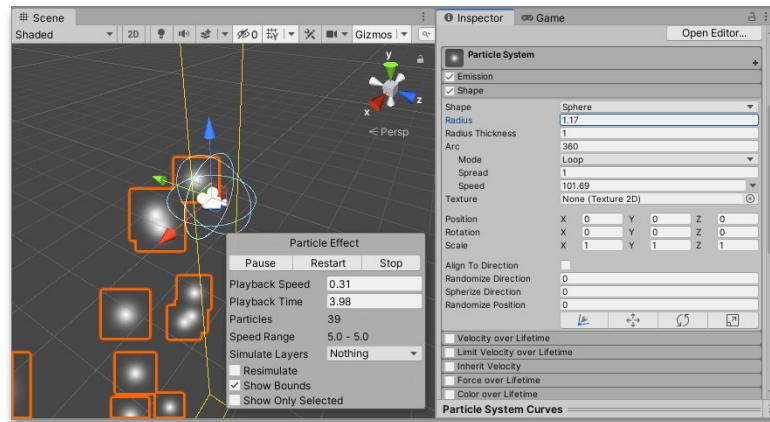 Scene
Shaded 2D 0 Gizmos
y
z
x
Persp
Particle Effect
Pause Restart Stop
Playback Speed 0.31
Playback Time 3.98
Particles 39
Speed Range 5.0 - 5.0
Simulate Layers Nothing
Resimulate
Show Bounds
Show Only Selected
Inspector Game
Open Editor...
Particle System
Emission
Shape
Shape Sphere
Radius 1.17
Radius Thickness 1
Arc 360
Mode Loop
Spread 1
Speed 101.69
Texture None (Texture 2D)
Position X 0 Y 0 Z 0
Rotation X 0 Y 0 Z 0
Scale X 1 Y 1 Z 1
Align To Direction
Randomize Direction 0
Spherize Direction 0
Randomize Position 0
Velocity over Lifetime
Limit Velocity over Lifetime
Inherit Velocity
Force over Lifetime
Color over Lifetime
Particle System Curves